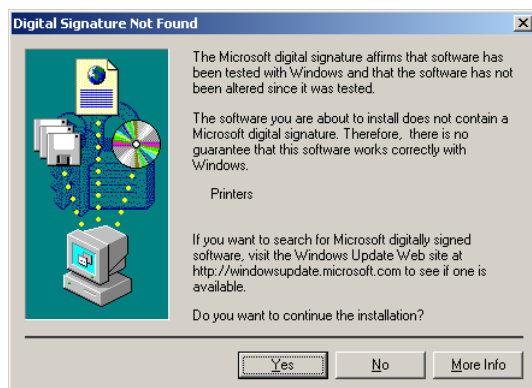 Digital Signature Not Found
The Microsoft digital signature affirms that software has
been tested with Windows and that the software has not
been altered since it was tested.
The software you are about to install does not contain a
Microsoft digital signature. Therefore, there is no
guarantee that this software works correctly with
Windows.
Printers
If you want to search for Microsoft digitally signed
software, visit the Windows Update Web site at
http://windowsupdate.microsoft.com to see if one is
available.
Do you want to continue the installation?
Yes No More Info